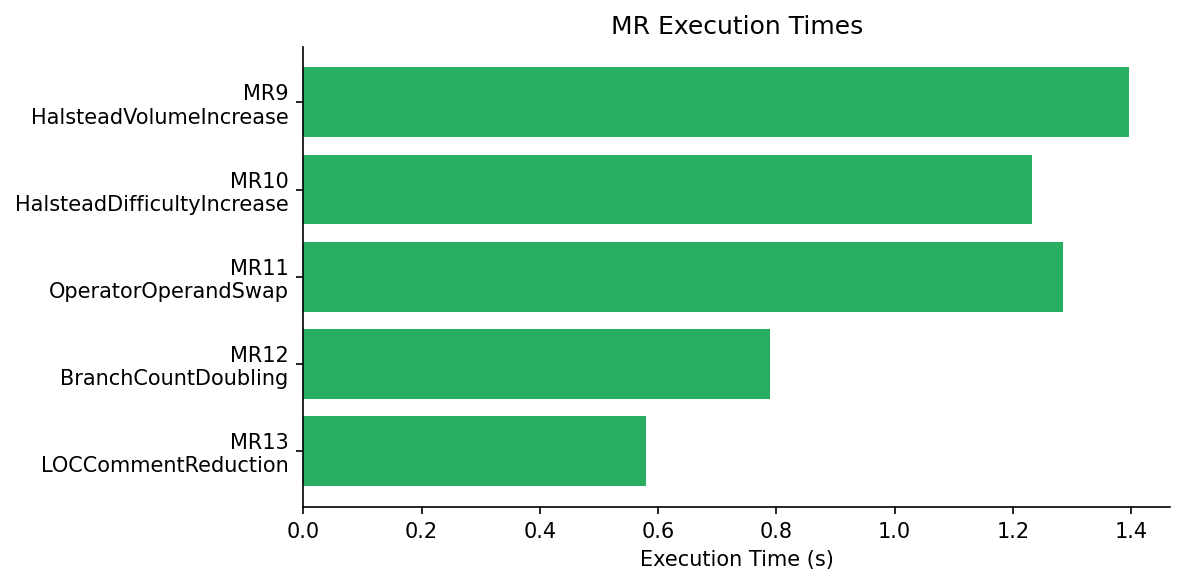 MR Execution Times
MR9
HalsteadVolumeIncrease
MR10
HalsteadDifficultyIncrease
MR11
OperatorOperandSwap
MR12
BranchCountDoubling
MR13
LOCCommentReduction
0.0 0.2 0.4 0.6 0.8 1.0 1.2 1.4
Execution Time (s)